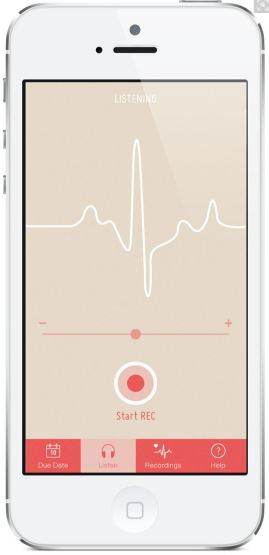 LISTENING
− +
Start REC
10
Due Date Listen Recordings ? Help